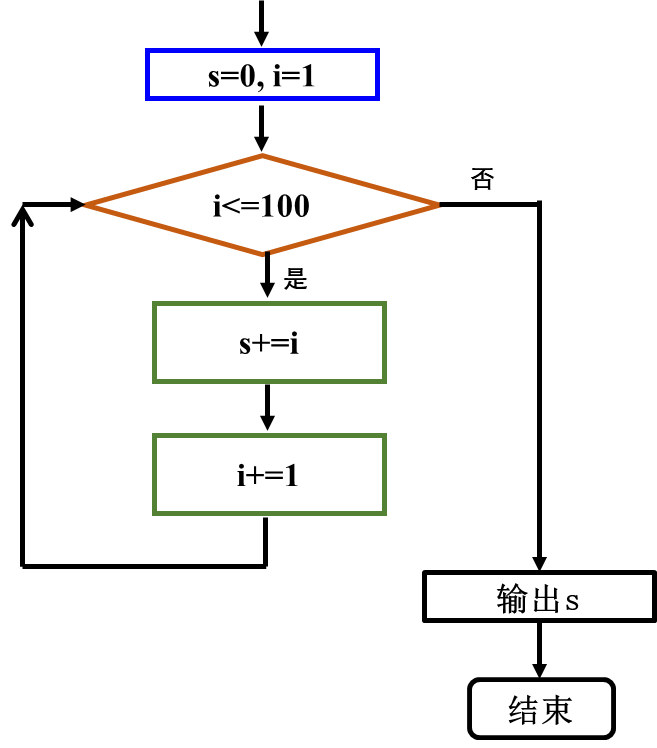 s=0, i=1
i<=100
否
是
s+=i
i+=1
输出s
结束